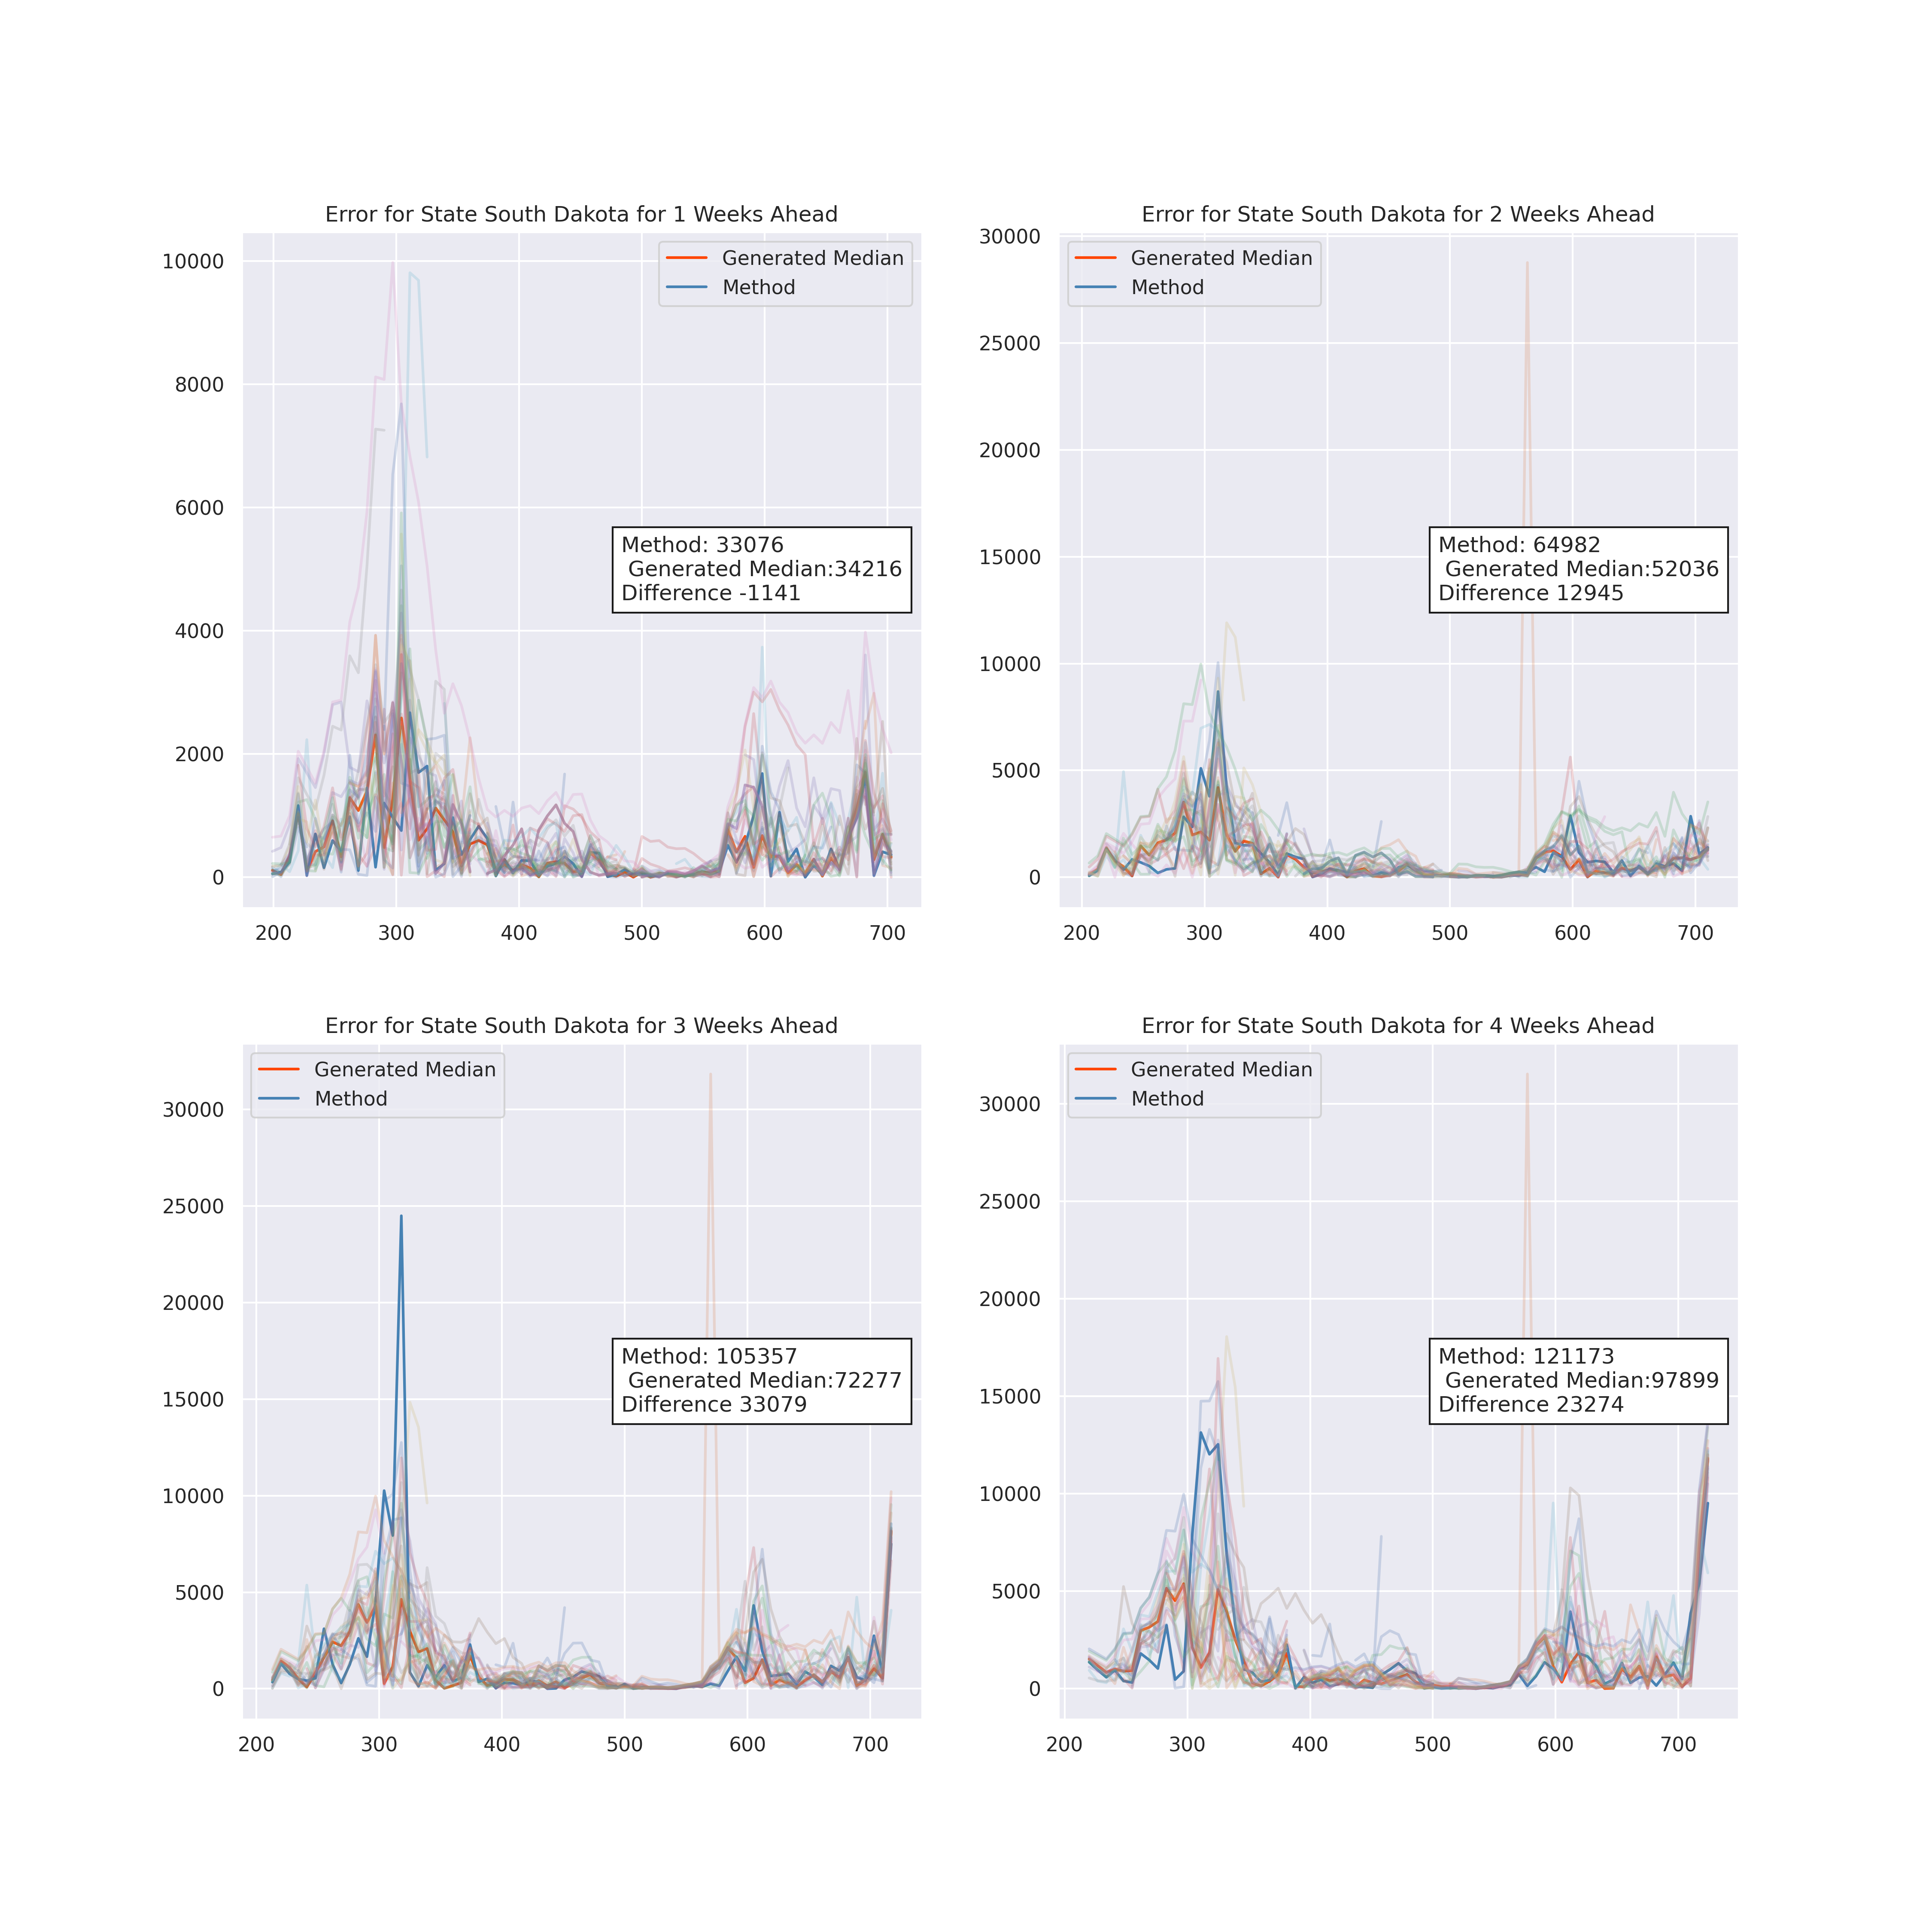 Error for State South Dakota for 1 Weeks Ahead
10000
8000
6000
4000
2000
0
200 300 400 500 600 700
Generated Median
Method
Method: 33076
Generated Median:34216
Difference -1141
Error for State South Dakota for 2 Weeks Ahead
30000
25000
20000
15000
10000
5000
0
200 300 400 500 600 700
Generated Median
Method
Method: 64982
Generated Median:52036
Difference 12945
Error for State South Dakota for 3 Weeks Ahead
30000
25000
20000
15000
10000
5000
0
200 300 400 500 600 700
Generated Median
Method
Method: 105357
Generated Median:72277
Difference 33079
Error for State South Dakota for 4 Weeks Ahead
30000
25000
20000
15000
10000
5000
0
200 300 400 500 600 700
Generated Median
Method
Method: 121173
Generated Median:97899
Difference 23274